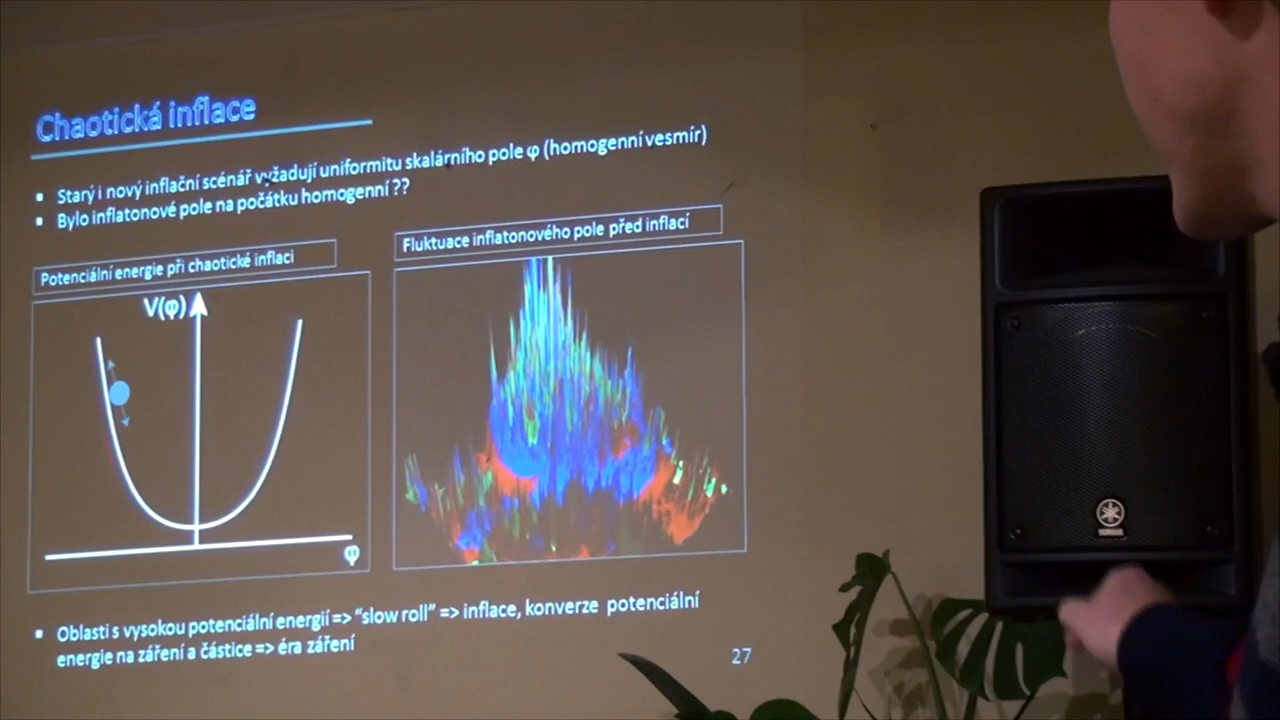 Chaotická inflace
▪ Starý i nový inflační scénář vyžadují uniformitu skalárního pole φ (homogenní vesmír)
▪ Bylo inflatonové pole na počátku homogenní ??
Potenciální energie při chaotické inflaci
V(φ)
φ
Fluktuace inflatonového pole před inflací
▪ Oblasti s vysokou potenciální energií => “slow roll” => inflace, konverze potenciální
energie na záření a částice => éra záření
27
YAMAHA